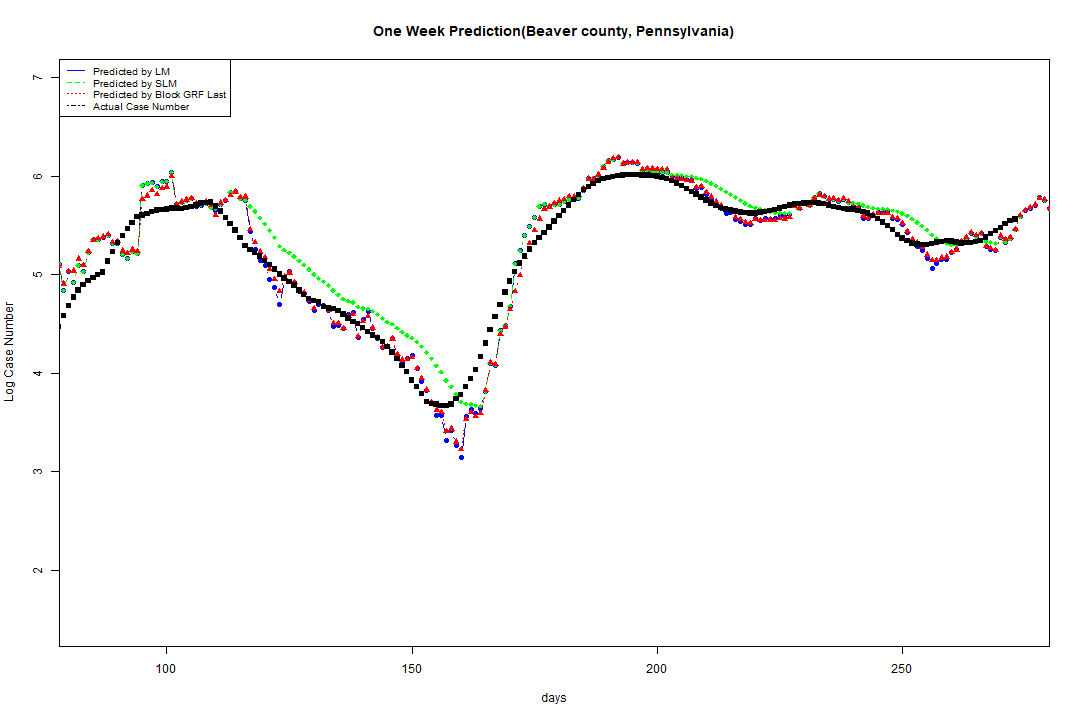 One Week Prediction(Beaver county, Pennsylvania)
Predicted by LM
Predicted by SLM
Predicted by Block GRF Last
Actual Case Number
7
6
5
4
3
2
Log Case Number
100 150 200 250
days